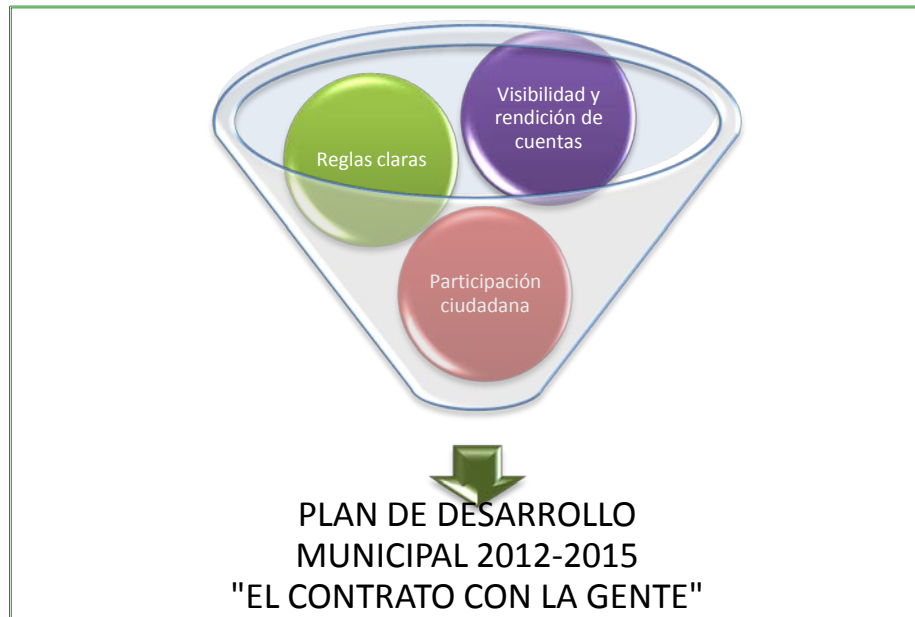 Visibilidad y
rendición de
cuentas
Reglas claras
Participación
ciudadana
PLAN DE DESARROLLO
MUNICIPAL 2012-2015
"EL CONTRATO CON LA GENTE"